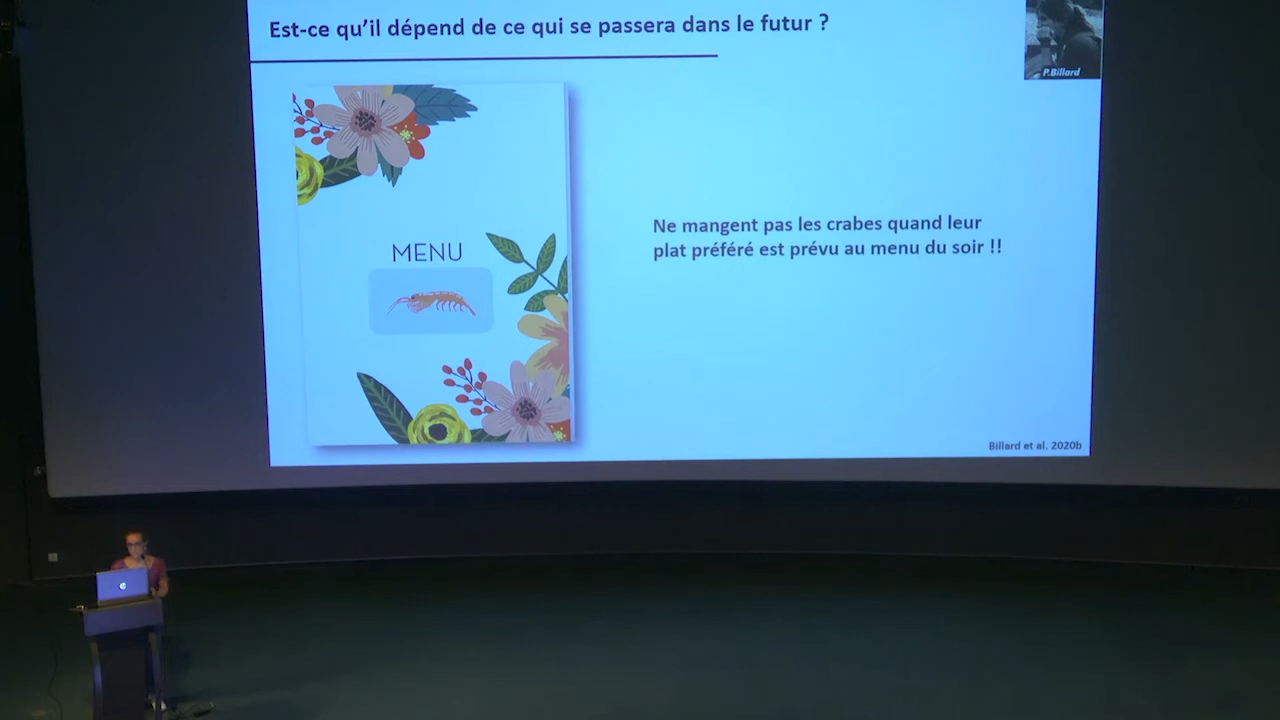 Est-ce qu'il dépend de ce qui se passera dans le futur ?
P.Billard
MENU
Ne mangent pas les crabes quand leur
plat préféré est prévu au menu du soir !!
Billard et al. 2020b